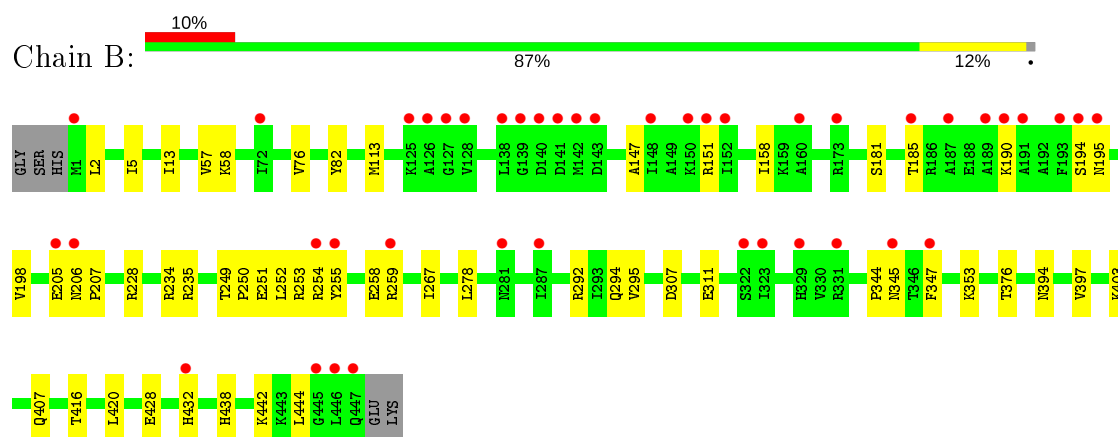 10%
Chain B:
87% 12% •
GLY SER HIS M1 L2 I5 I13 V57 K58 I72 V76 Y82 M113 K125 A126 G127 V128 L138 G139 D140 D141 M142 D143 A147 I148 A149 K150 R151 I152 I158 K159 A160 R173 S181 T185 R186 A187 E188 A189 K190 A191 A192 F193 S194 N195
V198 E205 N206 P207 R228 R234 R235 T249 P250 E251 L252 R253 R254 Y255 E258 R259 I267 L278 N281 I287 R292 I293 Q294 V295 D307 E311 S322 I323 H329 V330 R331 P344 N345 T346 F347 K353 T376 N394 V397 K403
Q407 T416 L420 E428 H432 H438 K442 K443 L444 G445 L446 Q447 GLU LYS